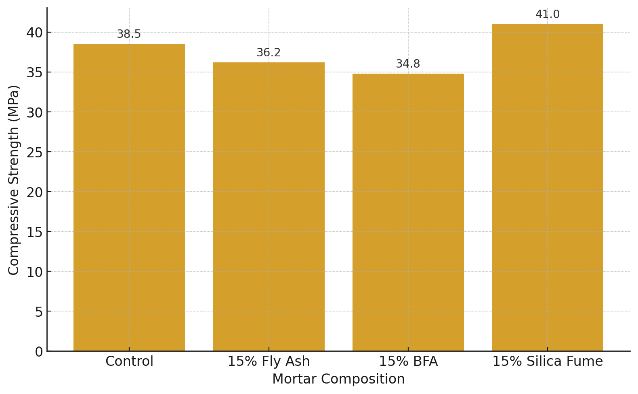 41.0
40
38.5
36.2
35
34.8
30
25
20
15
10
5
0
Compressive Strength (MPa)
Control
15% Fly Ash
15% BFA
15% Silica Fume
Mortar Composition